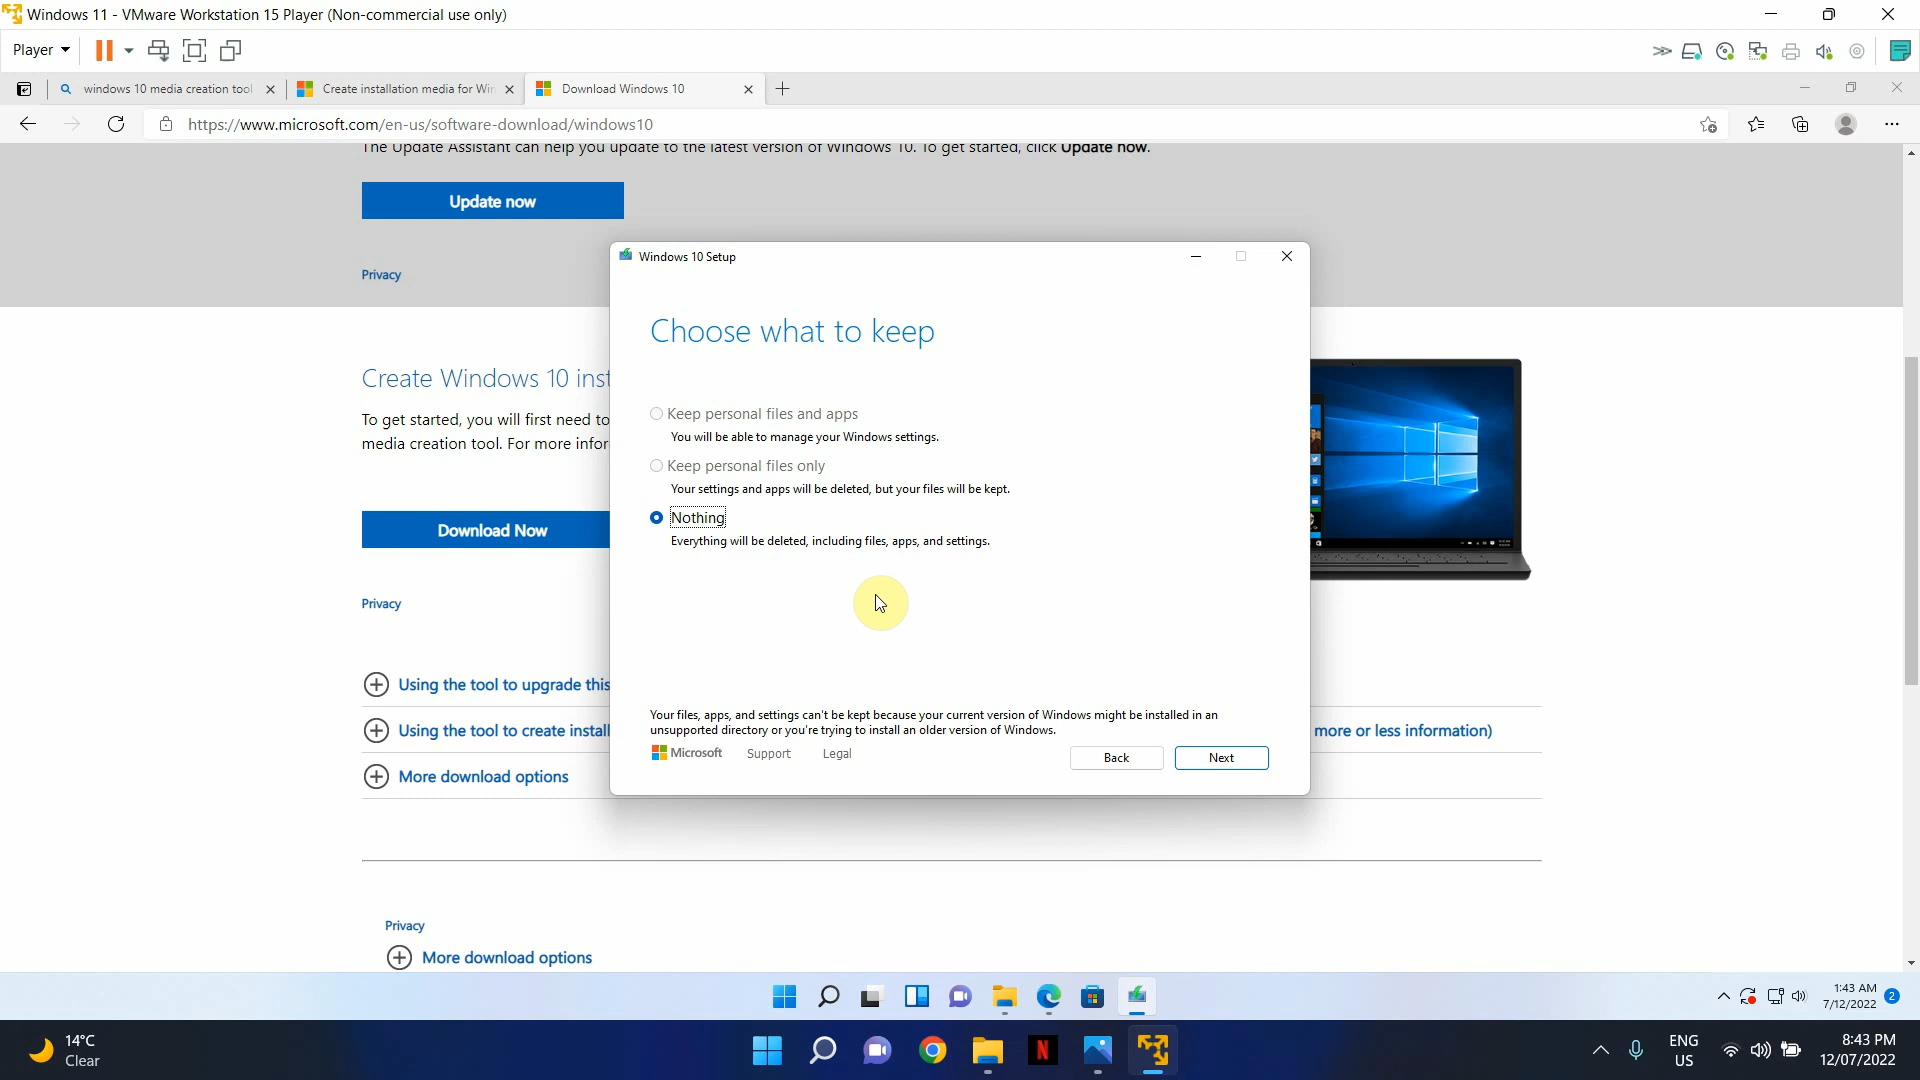 Windows 11 - VMware Workstation 15 Player (Non-commercial use only)
Player
windows 10 media creation tool
Create installation media for Win
Download Windows 10
https://www.microsoft.com/en-us/software-download/windows10
The Update Assistant can help you update to the latest version of Windows 10. To get started, click Update now.
Update now
Privacy
Windows 10 Setup
Choose what to keep
Create Windows 10 inst
To get started, you will first need to
media creation tool. For more infor
Keep personal files and apps
You will be able to manage your Windows settings.
Keep personal files only
Your settings and apps will be deleted, but your files will be kept.
Nothing
Everything will be deleted, including files, apps, and settings.
Download Now
Privacy
Using the tool to upgrade this
Using the tool to create install
more or less information)
More download options
Your files, apps, and settings can't be kept because your current version of Windows might be installed in an
unsupported directory or you're trying to install an older version of Windows.
Microsoft
Support
Legal
Back
Next
Privacy
More download options
1:43 AM
7/12/2022
2
14°C
Clear
N
ENG
US
8:43 PM
12/07/2022